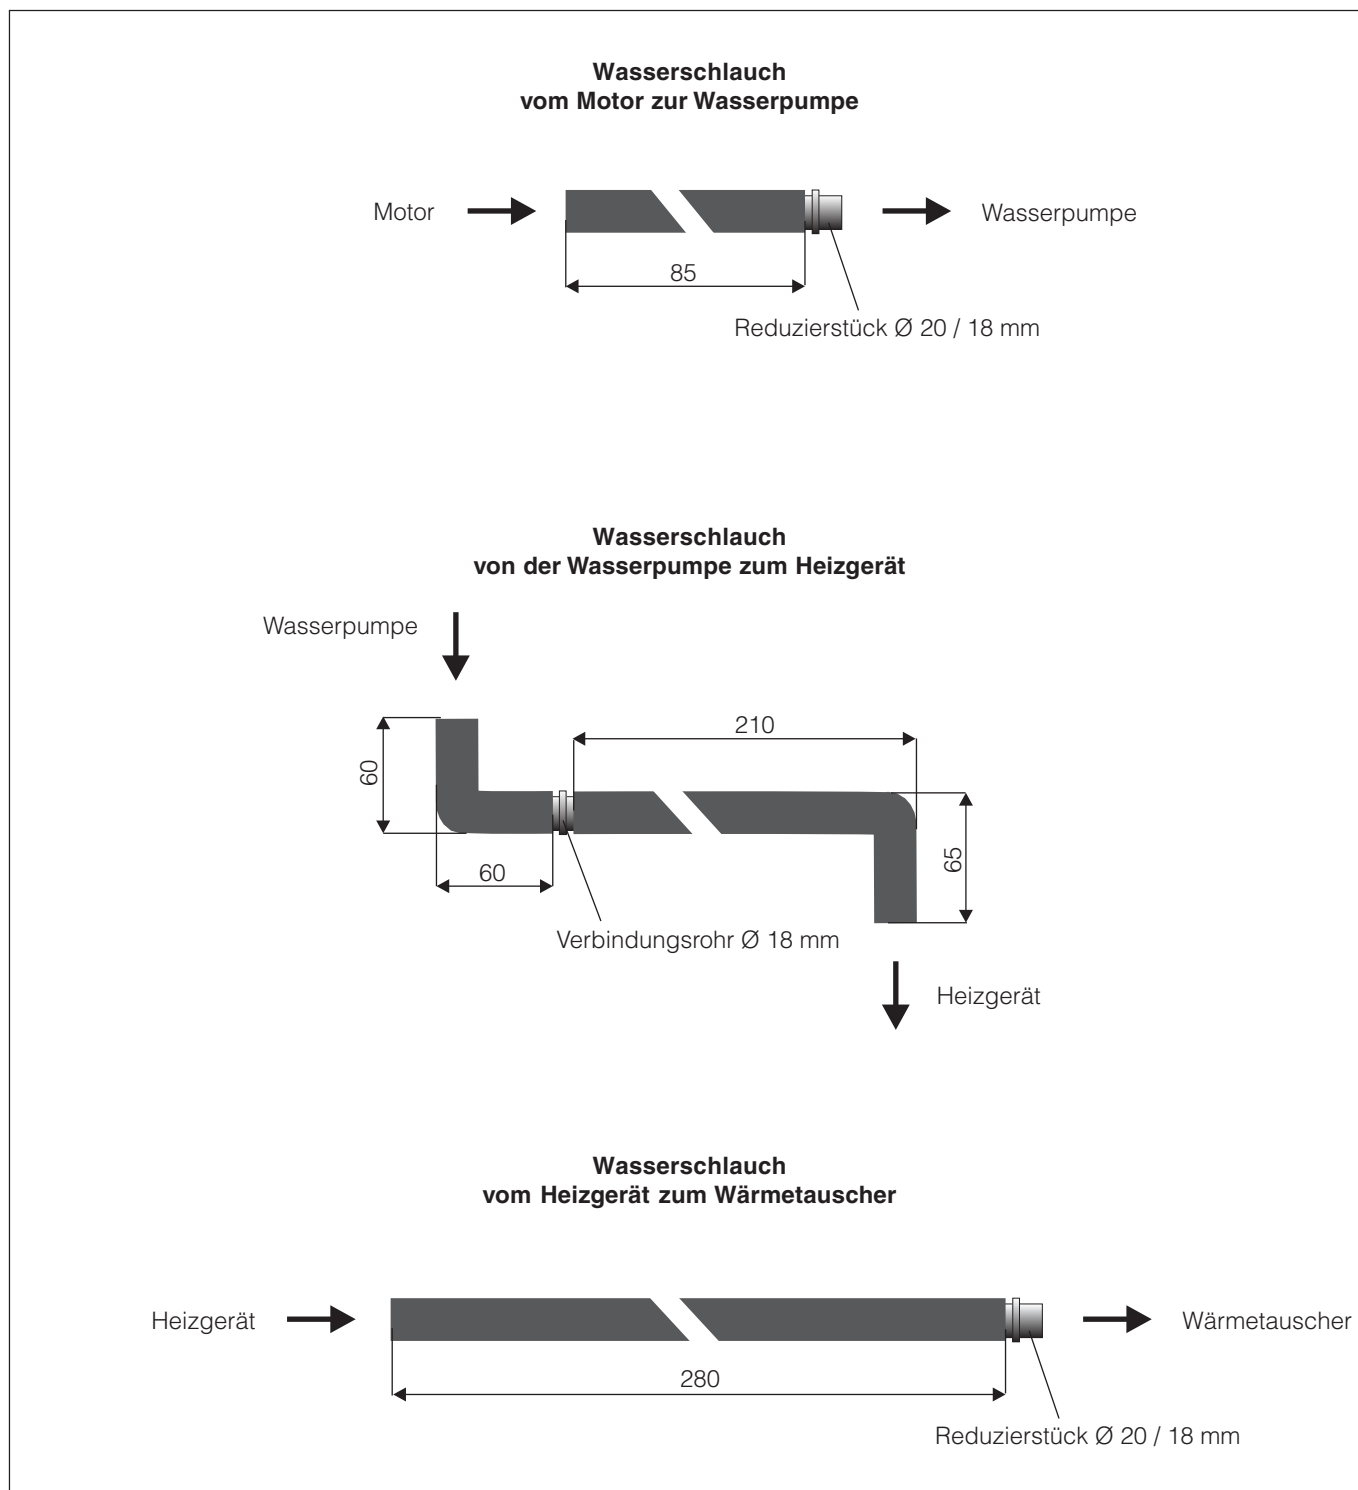 Wasserschlauch
vom Motor zur Wasserpumpe
Motor
Wasserpumpe
85
Reduzierstück Ø 20 / 18 mm
Wasserschlauch
von der Wasserpumpe zum Heizgerät
Wasserpumpe
210
60
60
65
Verbindungsrohr Ø 18 mm
Heizgerät
Wasserschlauch
vom Heizgerät zum Wärmetauscher
Heizgerät
Wärmetauscher
280
Reduzierstück Ø 20 / 18 mm